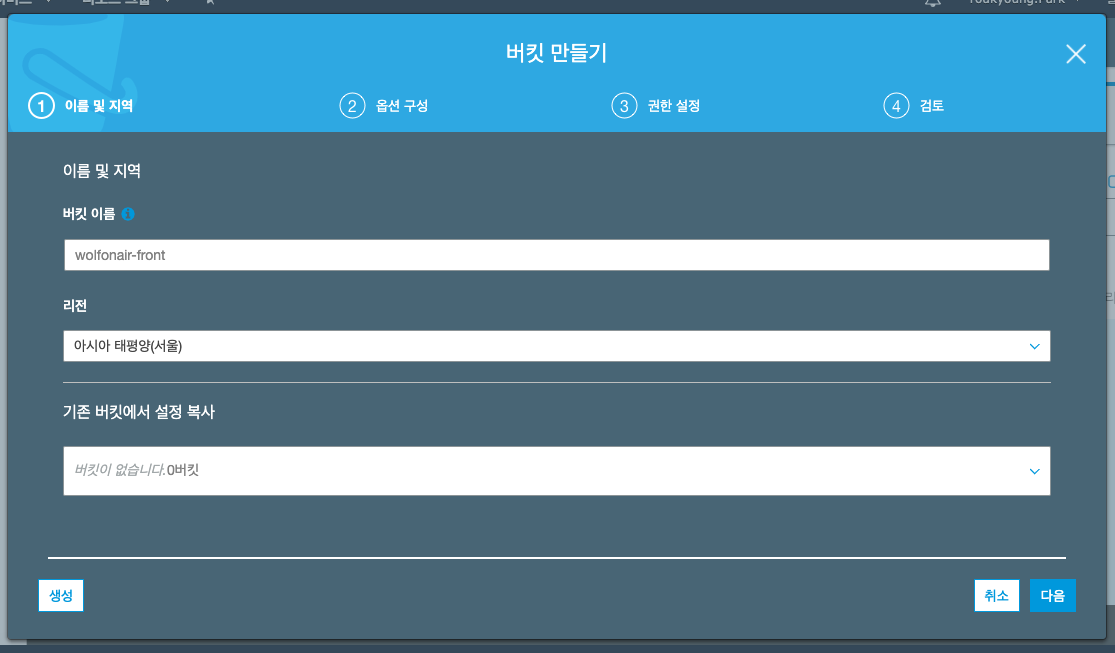 버킷 만들기
1 이름 및 지역
2 옵션 구성
3 권한 설정
4 검토
이름 및 지역
버킷 이름
wolfonair-front
리전
아시아 태평양(서울)
기존 버킷에서 설정 복사
버킷이 없습니다.0버킷
생성
취소
다음